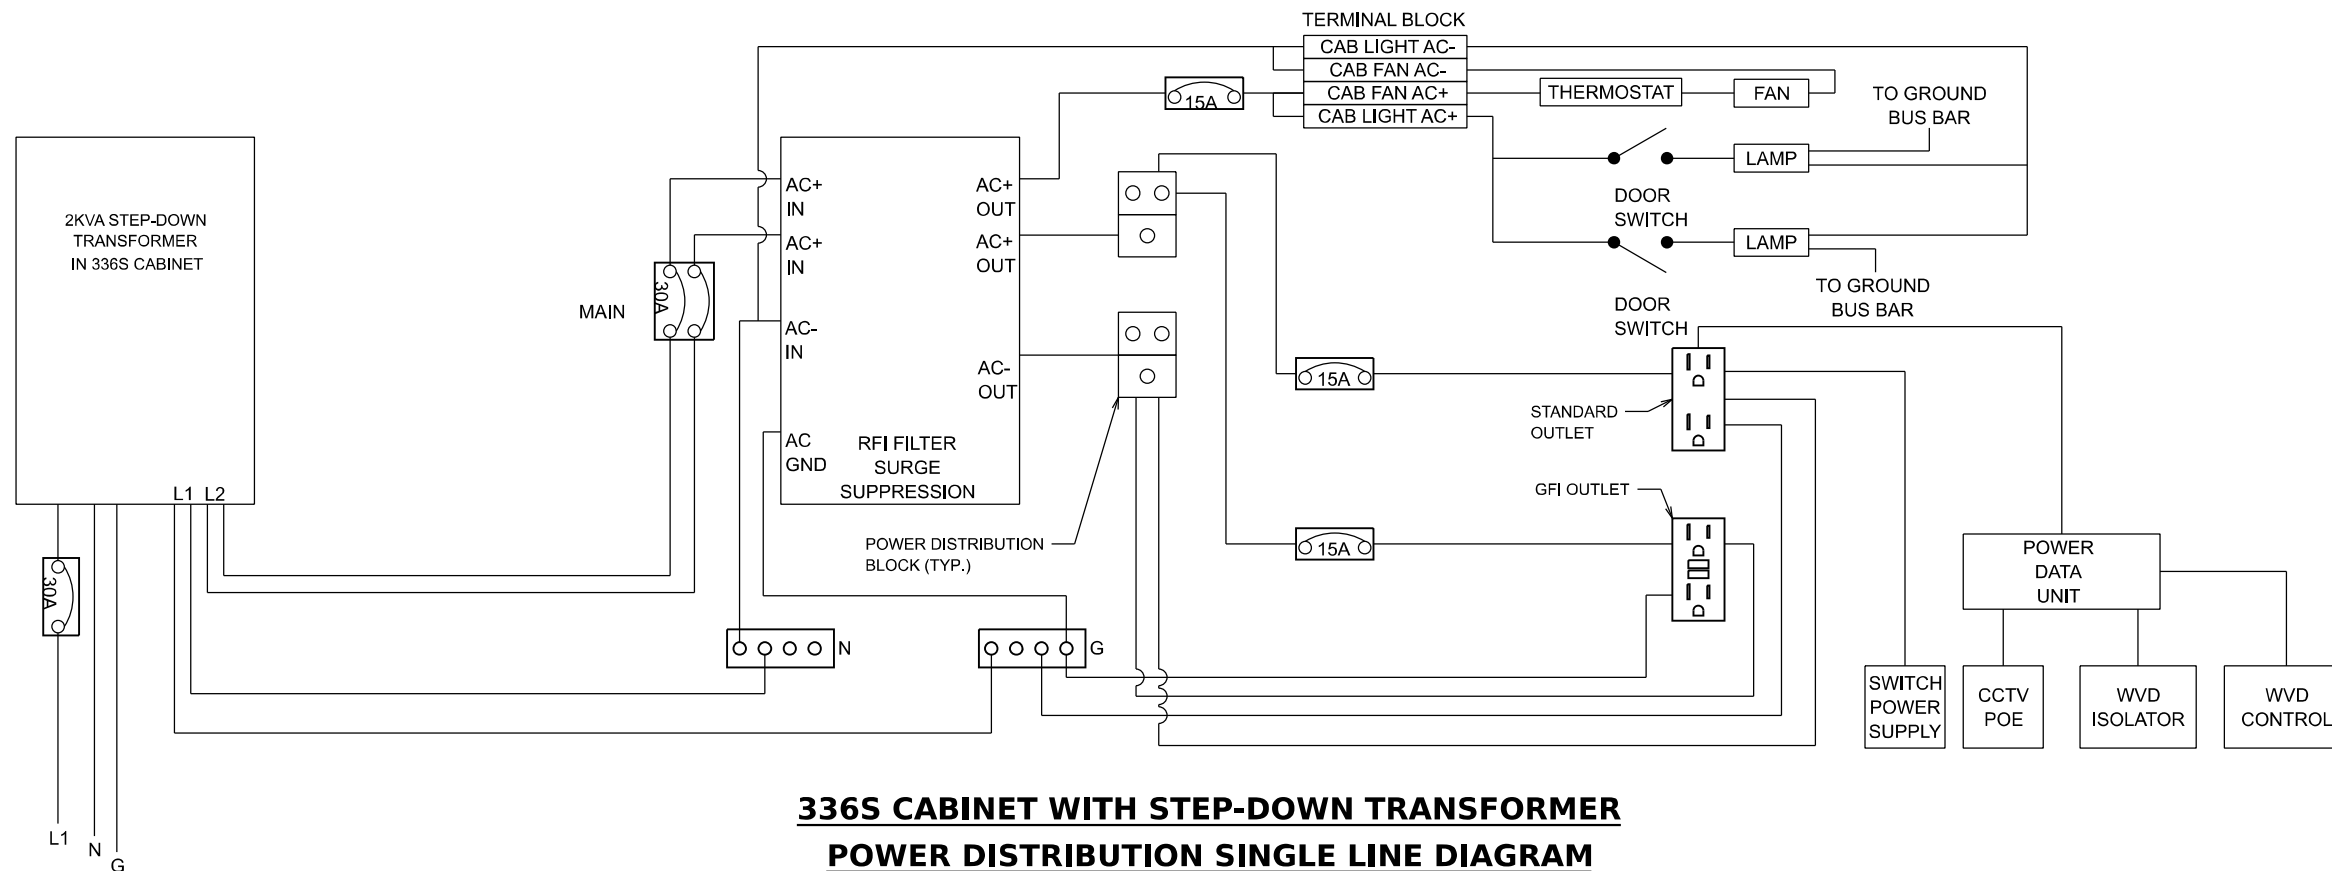 TERMINAL BLOCK
CAB LIGHT AC-
CAB FAN AC-
CAB FAN AC+
CAB LIGHT AC+
15A
THERMOSTAT
FAN
TO GROUND
BUS BAR
LAMP
DOOR
SWITCH
LAMP
TO GROUND
BUS BAR
DOOR
SWITCH
2KVA STEP-DOWN
TRANSFORMER
IN 336S CABINET
L1 L2
MAIN
30A
AC+
IN
AC+
IN
AC-
IN
AC
GND
AC+
OUT
AC+
OUT
AC-
OUT
RFI FILTER
SURGE
SUPPRESSION
15A
STANDARD
OUTLET
GFI OUTLET
15A
POWER DISTRIBUTION
BLOCK (TYP.)
30A
N
G
POWER
DATA
UNIT
SWITCH
POWER
SUPPLY
CCTV
POE
WVD
ISOLATOR
WVD
CONTROL
L1
N
G
336S CABINET WITH STEP-DOWN TRANSFORMER
POWER DISTRIBUTION SINGLE LINE DIAGRAM